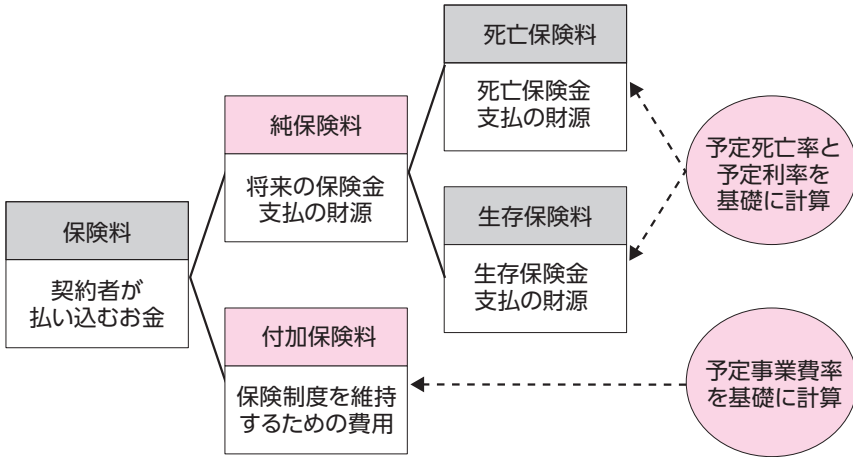 保険料
契約者が
払い込むお金
純保険料
将来の保険金
支払の財源
付加保険料
保険制度を維持
するための費用
死亡保険料
死亡保険金
支払の財源
生存保険料
生存保険金
支払の財源
予定死亡率と
予定利率を
基礎に計算
予定事業費率
を基礎に計算